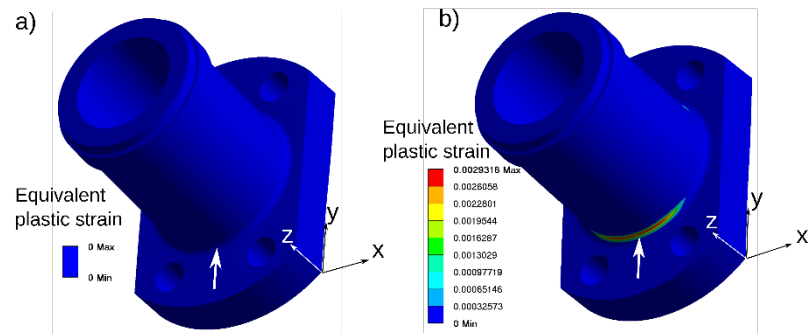 a)
Equivalent
plastic strain
0 Max
0 Min
y
z
x
b)
Equivalent
plastic strain
0.0029316 Max
0.0026058
0.0022801
0.0019544
0.0016287
0.0013029
0.00097719
0.00065146
0.00032573
0 Min
y
z
x